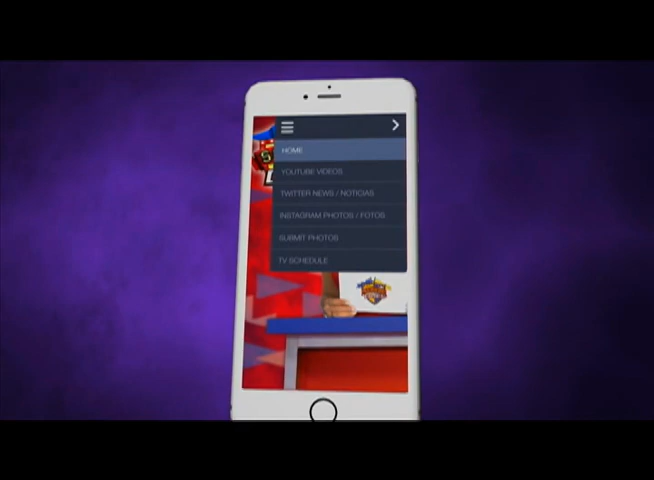 HOME
YOUTUBE VIDEOS
TWITTER NEWS / NOTICIAS
INSTAGRAM PHOTOS / FOTOS
SUBMIT PHOTOS
TV SCHEDULE